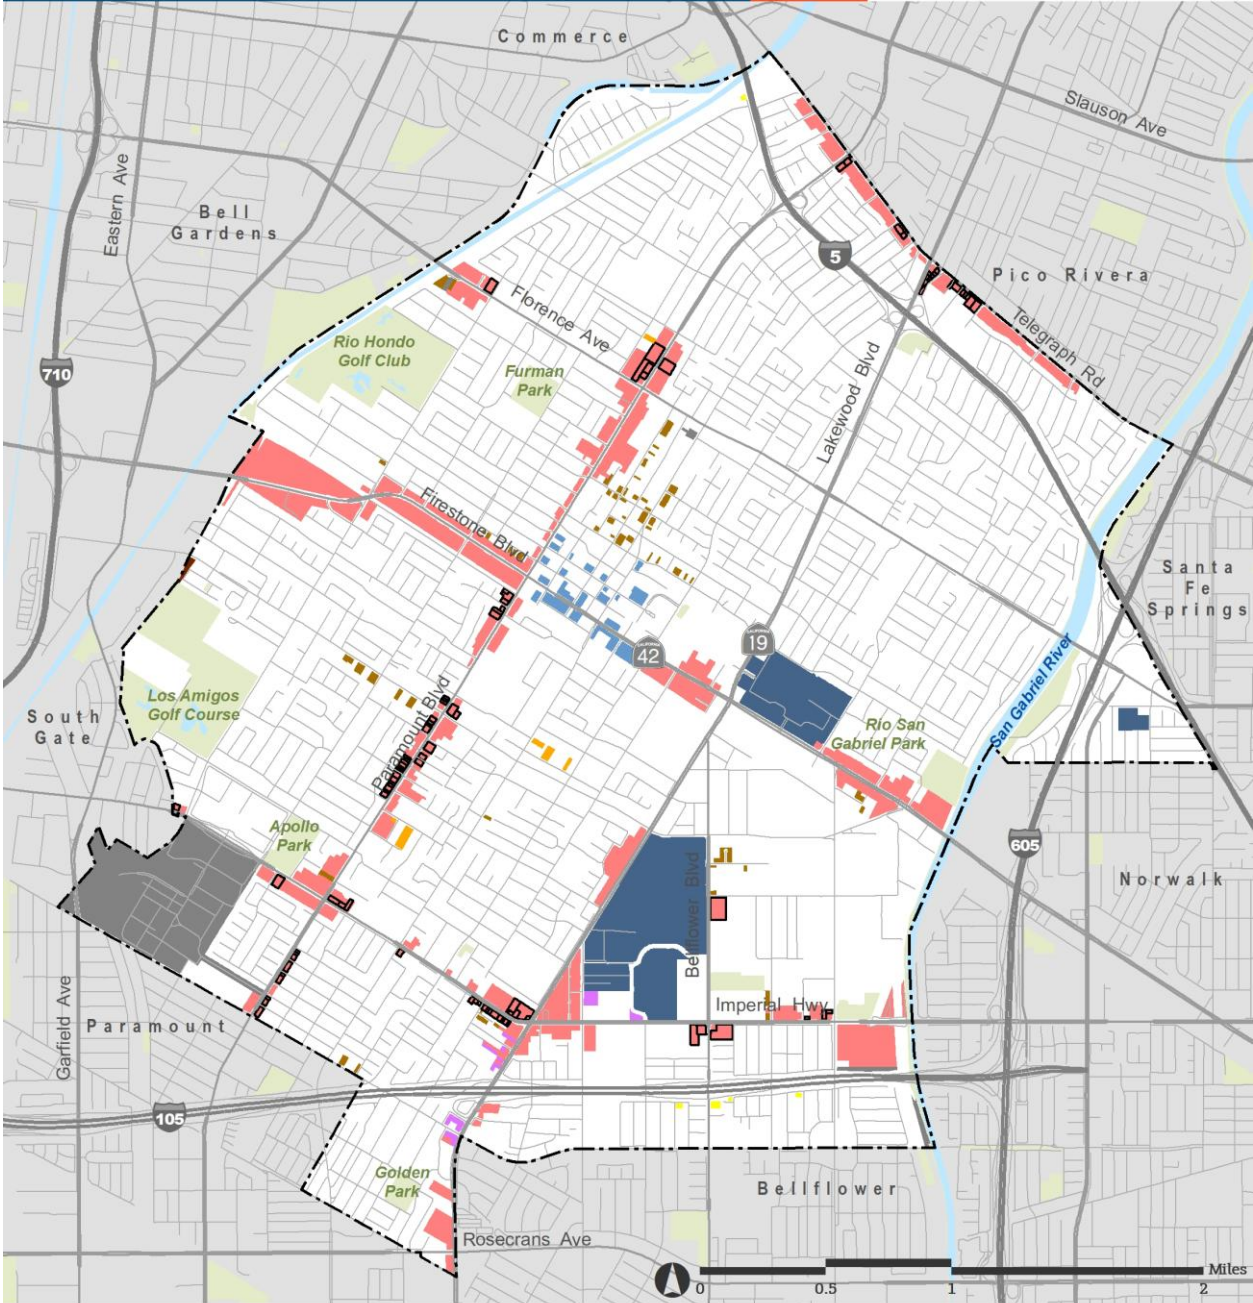 Commerce
Slauson Ave
Eastern Ave
Bell
Gardens
5
Pico Rivera
Florence Ave
Telegraph Rd
Rio Hondo
Golf Club
710
Furman
Park
Lakewood Blvd
Firestone Blvd
Santa
Fe
Springs
19
42
San Gabriel River
Los Amigos
Golf Course
South
Gate
Paramount Blvd
Rio San
Gabriel Park
Apollo
Park
605
Norwalk
Bellflower Blvd
Garfield Ave
Paramount
Imperial Hwy
105
Golden
Park
Bellflower
Rosecrans Ave
Miles
0
0.5
1
2